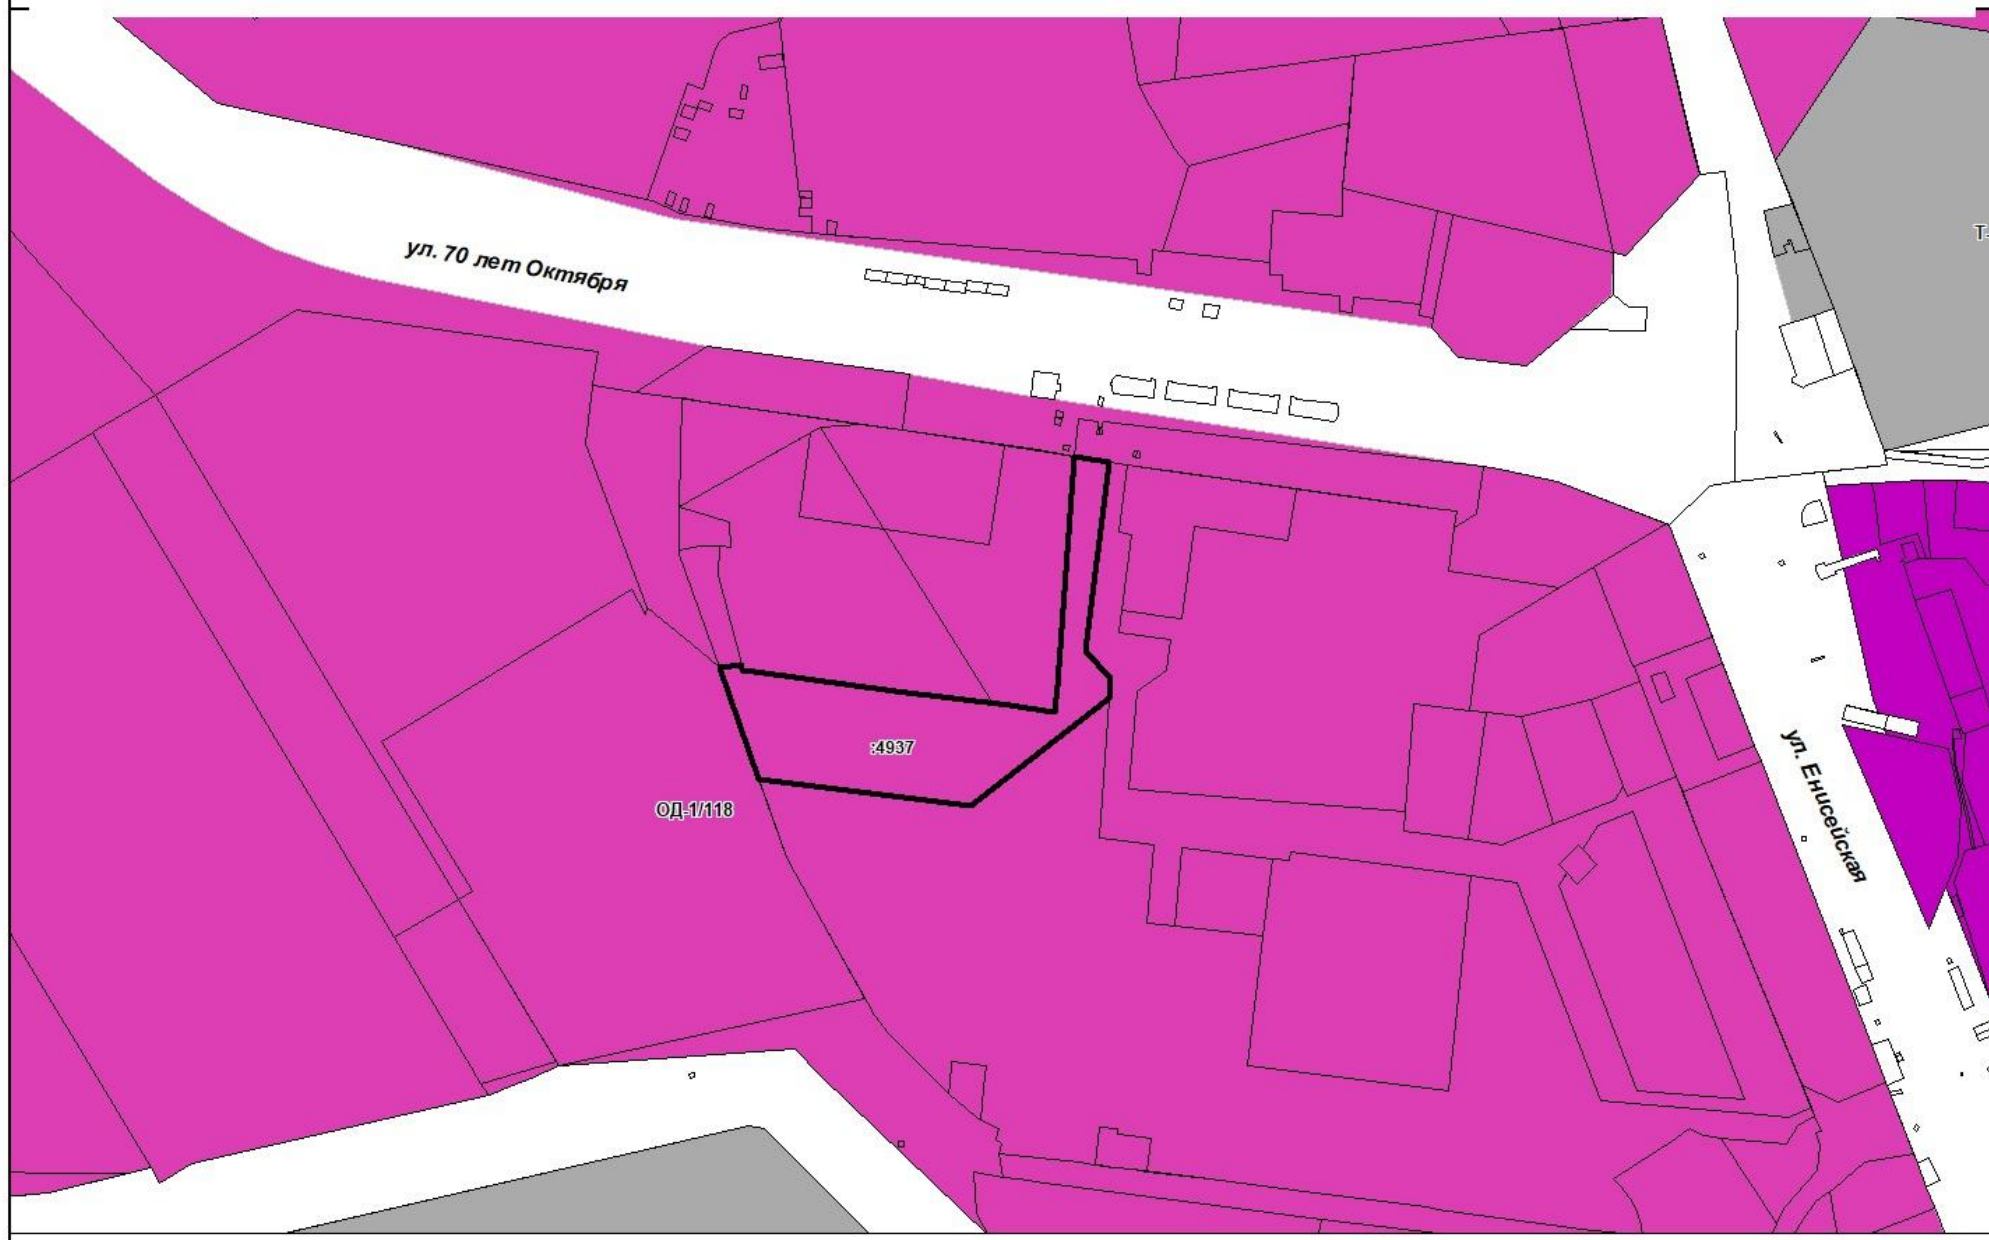 Т-
ул. 70 лет Октября
:4937
ОД-1/118
ул. Енисейская